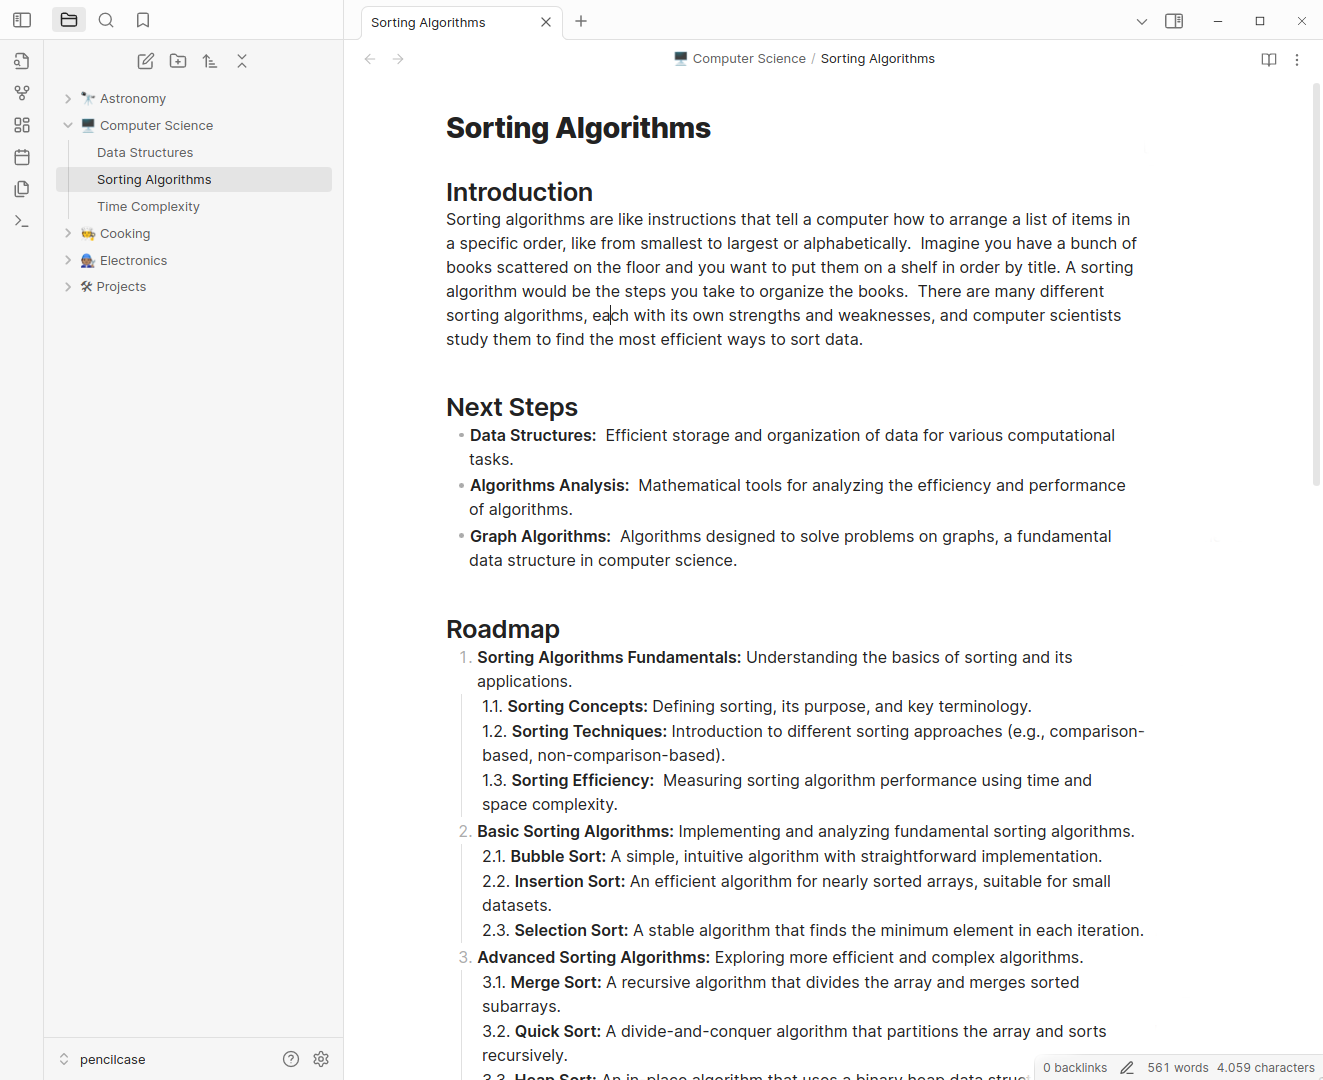 Sorting Algorithms
Computer Science / Sorting Algorithms
Astronomy
Computer Science
Data Structures
Sorting Algorithms
Time Complexity
Cooking
Electronics
Projects
pencilcase
Sorting Algorithms
Introduction
Sorting algorithms are like instructions that tell a computer how to arrange a list of items in
a specific order, like from smallest to largest or alphabetically.  Imagine you have a bunch of
books scattered on the floor and you want to put them on a shelf in order by title. A sorting
algorithm would be the steps you take to organize the books.  There are many different
sorting algorithms, each with its own strengths and weaknesses, and computer scientists
study them to find the most efficient ways to sort data.
Next Steps
• Data Structures:  Efficient storage and organization of data for various computational
tasks.
• Algorithms Analysis:  Mathematical tools for analyzing the efficiency and performance
of algorithms.
• Graph Algorithms:  Algorithms designed to solve problems on graphs, a fundamental
data structure in computer science.
Roadmap
1. Sorting Algorithms Fundamentals: Understanding the basics of sorting and its
applications.
1.1. Sorting Concepts: Defining sorting, its purpose, and key terminology.
1.2. Sorting Techniques: Introduction to different sorting approaches (e.g., comparison-
based, non-comparison-based).
1.3. Sorting Efficiency:  Measuring sorting algorithm performance using time and
space complexity.
2. Basic Sorting Algorithms: Implementing and analyzing fundamental sorting algorithms.
2.1. Bubble Sort: A simple, intuitive algorithm with straightforward implementation.
2.2. Insertion Sort: An efficient algorithm for nearly sorted arrays, suitable for small
datasets.
2.3. Selection Sort: A stable algorithm that finds the minimum element in each iteration.
3. Advanced Sorting Algorithms: Exploring more efficient and complex algorithms.
3.1. Merge Sort: A recursive algorithm that divides the array and merges sorted
subarrays.
3.2. Quick Sort: A divide-and-conquer algorithm that partitions the array and sorts
recursively.
3.3. Heap Sort: An in-place algorithm that uses a binary heap data
0 backlinks 561 words 4.059 characters